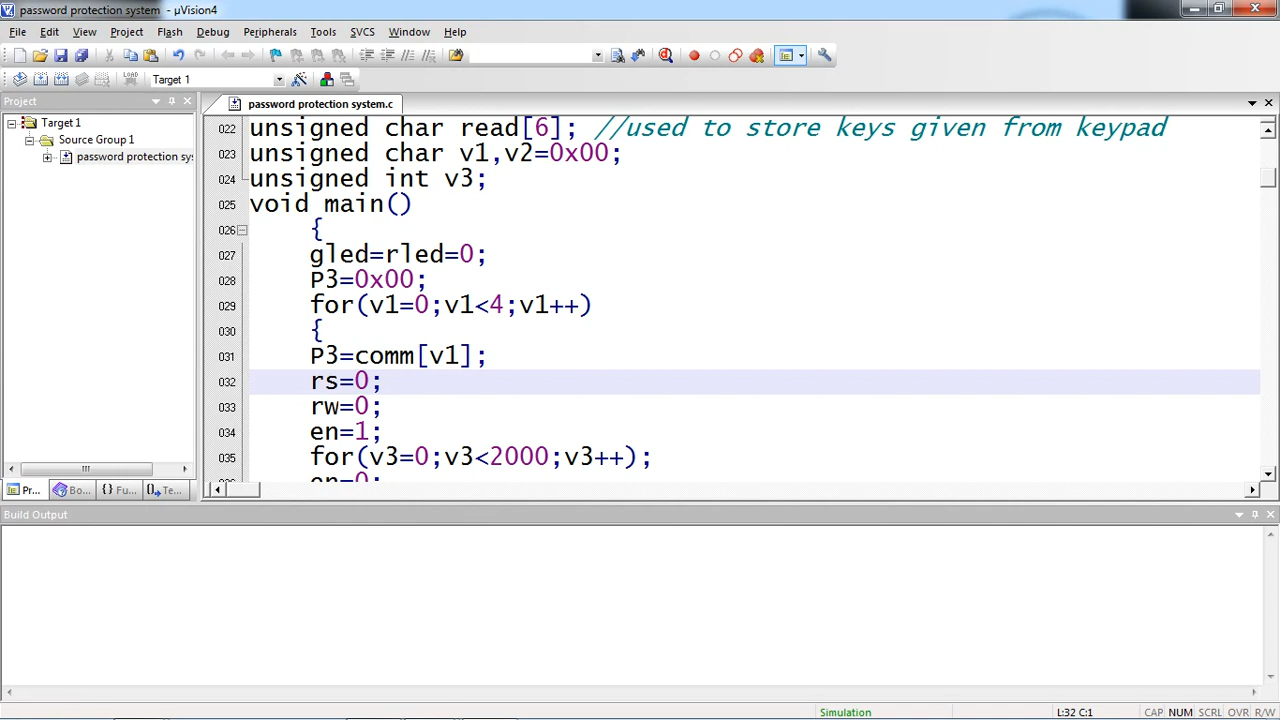 password protection system - µVision4
File Edit View Project Flash Debug Peripherals Tools SVCS Window Help
LOAD Target 1
Project
password protection system.c
Target 1
Source Group 1
password protection sys
022 unsigned char read[6]; //used to store keys given from keypad
023 unsigned char v1,v2=0x00;
024 unsigned int v3;
025 void main()
026 {
027 gled=rled=0;
028 P3=0x00;
029 for(v1=0;v1<4;v1++)
030 {
031 P3=comm[v1];
032 rs=0;
033 rw=0;
034 en=1;
035 for(v3=0;v3<2000;v3++);
en=0;
Pr... Bo... {} Fu... Te...
Build Output
Simulation L:32 C:1 CAP NUM SCRL OVR R/W